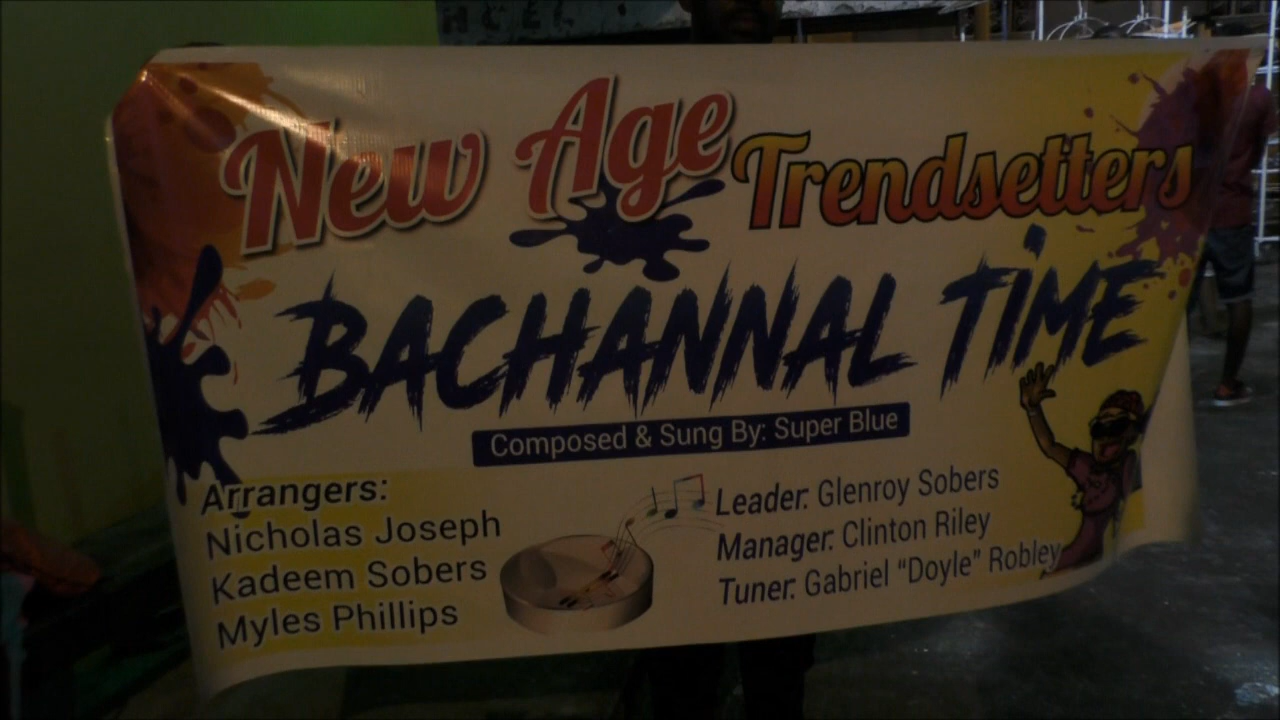 New Age Trendsetters
BACHANNAL TIME
Composed & Sung By: Super Blue
Arrangers:
Nicholas Joseph
Kadeem Sobers
Myles Phillips
Leader: Glenroy Sobers
Manager: Clinton Riley
Tuner: Gabriel “Doyle” Robley